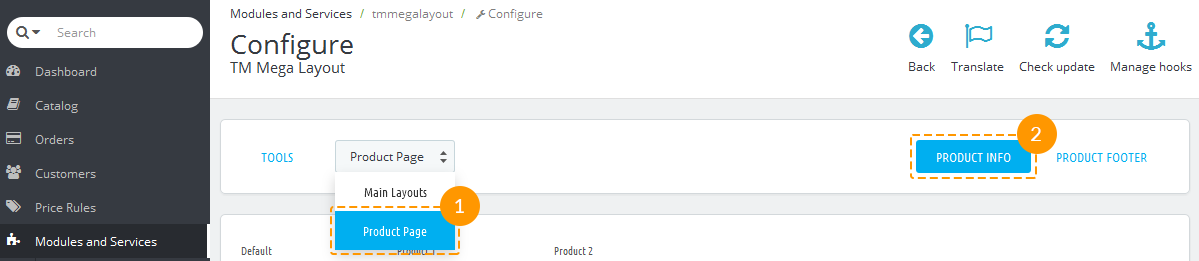 Search
Dashboard
Catalog
Orders
Customers
Price Rules
Modules and Services
Modules and Services / tmmegalayout / Configure
Configure
TM Mega Layout
Back Translate Check update Manage hooks
TOOLS Product Page PRODUCT INFO 2 PRODUCT FOOTER
Main Layouts
Product Page 1
Default Product 1 Product 2